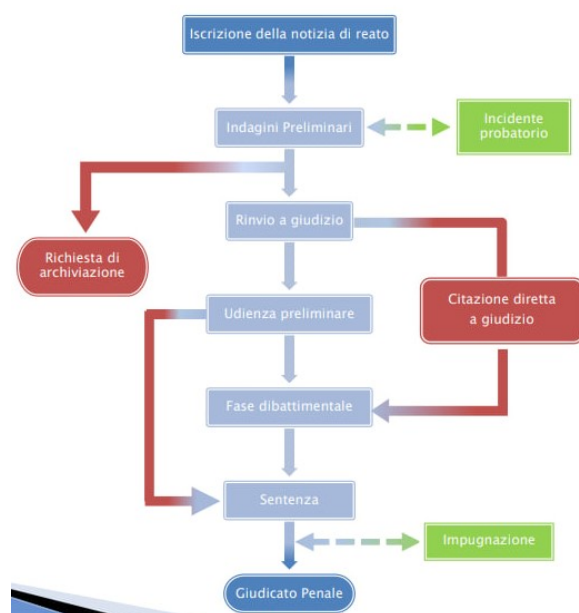 Iscrizione della notizia di reato
Indagini Preliminari
Incidente
probatorio
Rinvio a giudizio
Richiesta di
archiviazione
Udienza preliminare
Citazione diretta
a giudizio
Fase dibattimentale
Sentenza
Impugnazione
Giudicato Penale